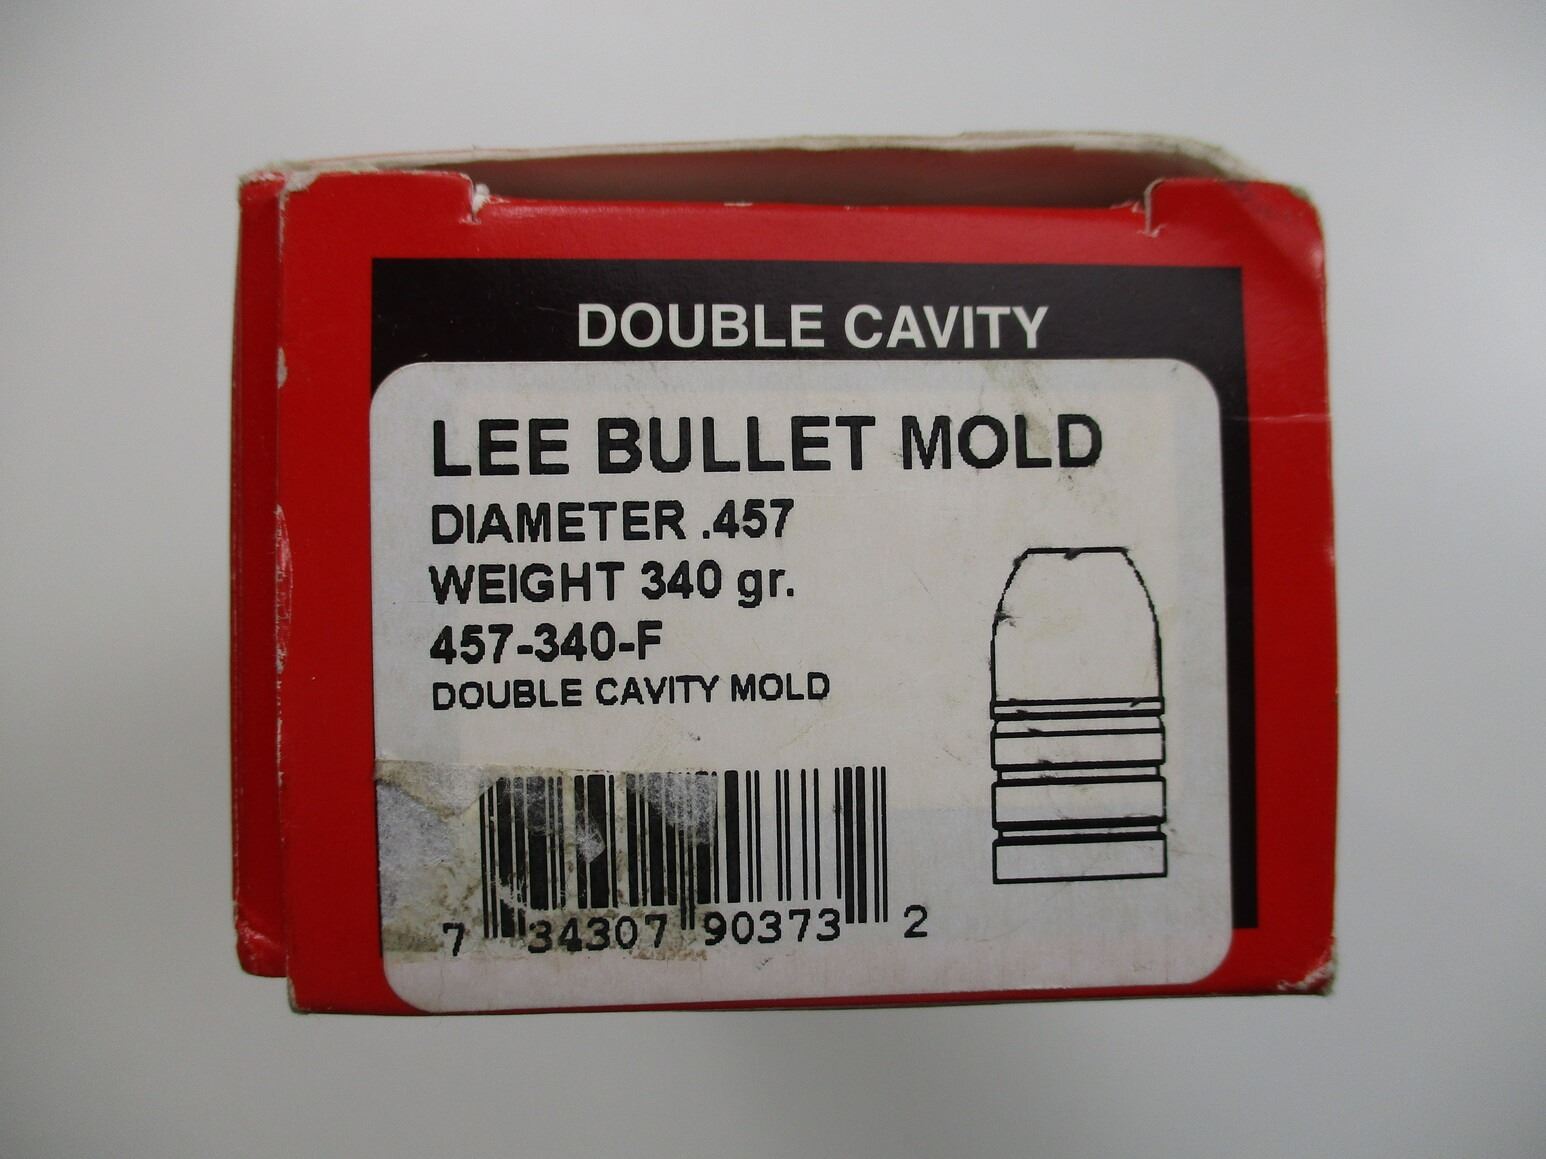 DOUBLE CAVITY
LEE BULLET MOLD
DIAMETER .457
WEIGHT 340 gr.
457-340-F
DOUBLE CAVITY MOLD
7 34307 90373 2